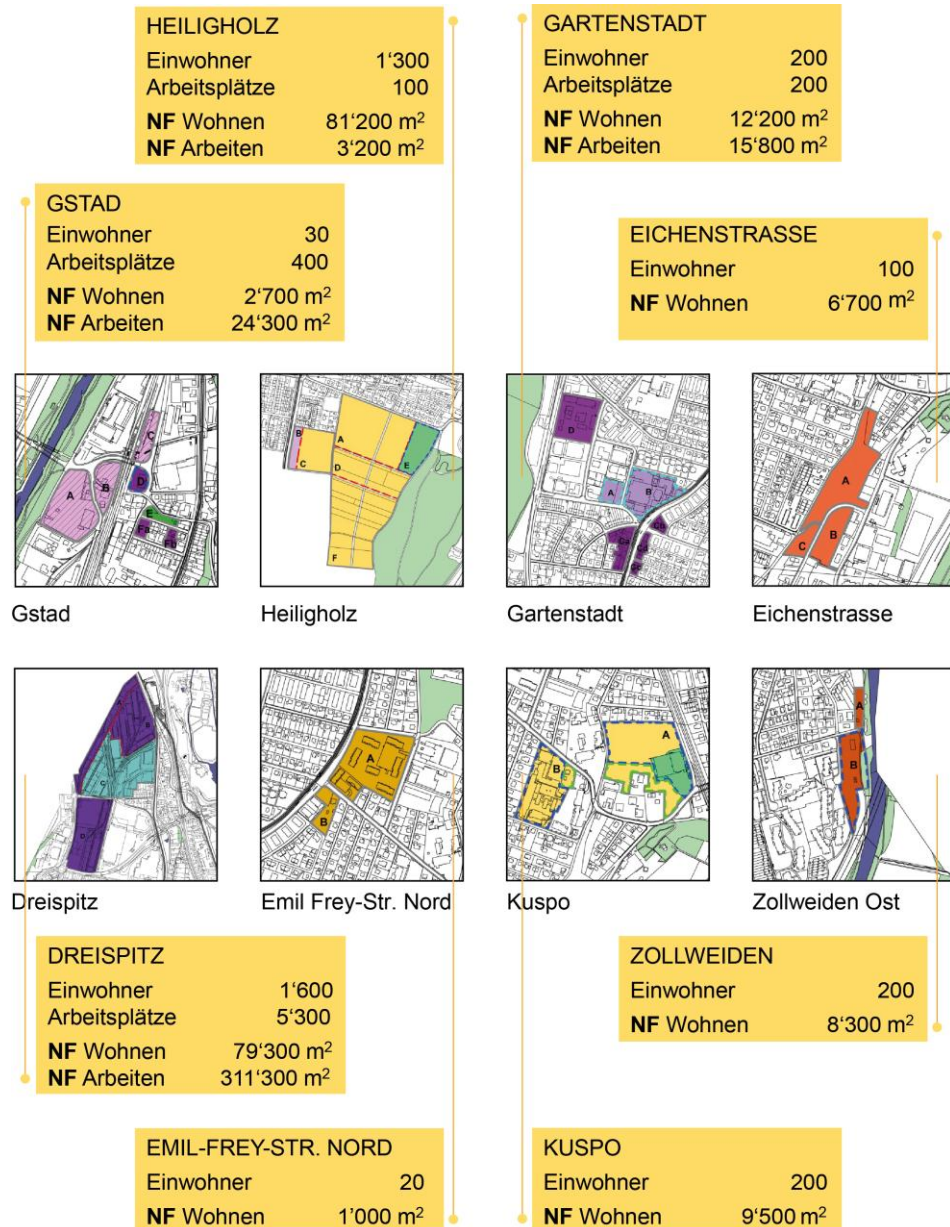 HEILIGHOLZ
Einwohner 1‘300
Arbeitsplätze 100
NF Wohnen 81‘200 m²
NF Arbeiten 3‘200 m²
GARTENSTADT
Einwohner 200
Arbeitsplätze 200
NF Wohnen 12‘200 m²
NF Arbeiten 15‘800 m²
GSTAD
Einwohner 30
Arbeitsplätze 400
NF Wohnen 2‘700 m²
NF Arbeiten 24‘300 m²
EICHENSTRASSE
Einwohner 100
NF Wohnen 6‘700 m²
A
B
C
D
E
Fa
Fb
Gstad
A
B
C
D
E
F
Heiligholz
D
A
B
Gartenstadt
A
B
C
Eichenstrasse
Dreispitz
A
B
Emil Frey-Str. Nord
A
B
Kuspo
A
B
Zollweiden Ost
DREISPITZ
Einwohner 1‘600
Arbeitsplätze 5‘300
NF Wohnen 79‘300 m²
NF Arbeiten 311‘300 m²
ZOLLWEIDEN
Einwohner 200
NF Wohnen 8‘300 m²
EMIL-FREY-STR. NORD
Einwohner 20
NF Wohnen 1’000 m²
KUSPO
Einwohner 200
NF Wohnen 9‘500 m²